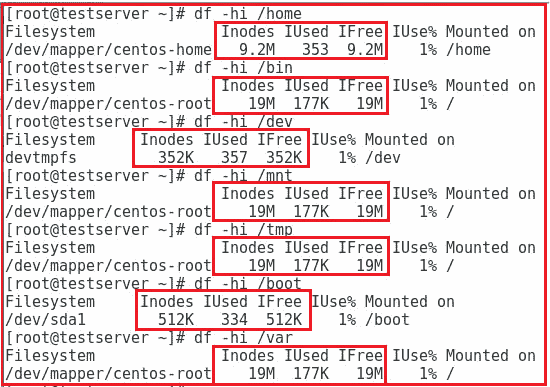 [root@testserver ~]# df -hi /home
Filesystem              Inodes IUsed IFree IUse% Mounted on
/dev/mapper/centos-home   9.2M   353  9.2M    1% /home
[root@testserver ~]# df -hi /bin
Filesystem              Inodes IUsed IFree IUse% Mounted on
/dev/mapper/centos-root    19M  177K   19M    1% /
[root@testserver ~]# df -hi /dev
Filesystem     Inodes IUsed IFree IUse% Mounted on
devtmpfs         352K   357  352K    1% /dev
[root@testserver ~]# df -hi /mnt
Filesystem              Inodes IUsed IFree IUse% Mounted on
/dev/mapper/centos-root    19M  177K   19M    1% /
[root@testserver ~]# df -hi /tmp
Filesystem              Inodes IUsed IFree IUse% Mounted on
/dev/mapper/centos-root    19M  177K   19M    1% /
[root@testserver ~]# df -hi /boot
Filesystem     Inodes IUsed IFree IUse% Mounted on
/dev/sda1        512K   334  512K    1% /boot
[root@testserver ~]# df -hi /var
Filesystem              Inodes IUsed IFree IUse% Mounted on
/dev/mapper/centos-root    19M  177K   19M    1% /